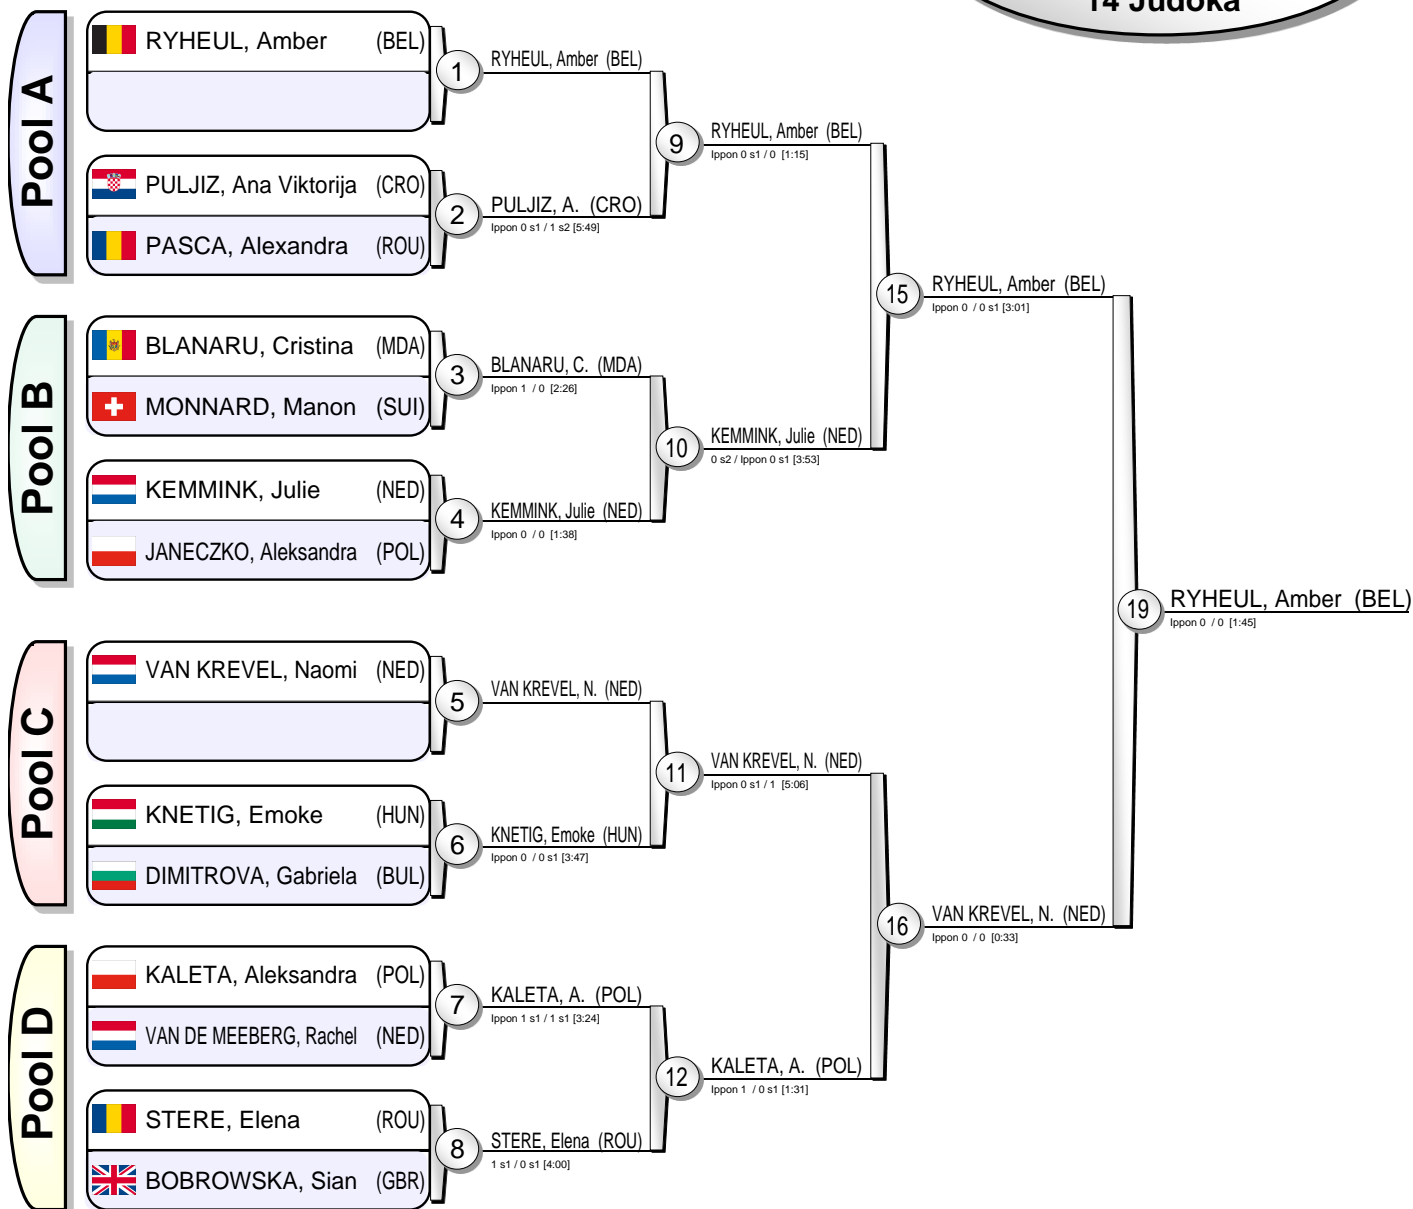 14 Judoka
Pool A
RYHEUL, Amber (BEL)
PULJIZ, Ana Viktorija (CRO)
PASCA, Alexandra (ROU)
Pool B
BLANARU, Cristina (MDA)
MONNARD, Manon (SUI)
KEMMINK, Julie (NED)
JANECZKO, Aleksandra (POL)
Pool C
VAN KREVEL, Naomi (NED)
KNETIG, Emoke (HUN)
DIMITROVA, Gabriela (BUL)
Pool D
KALETA, Aleksandra (POL)
VAN DE MEEBERG, Rachel (NED)
STERE, Elena (ROU)
BOBROWSKA, Sian (GBR)
1
RYHEUL, Amber (BEL)
2
PULJIZ, A. (CRO)
Ippon 0 s1 / 1 s2 [5:49]
3
BLANARU, C. (MDA)
Ippon 1 / 0 [2:26]
4
KEMMINK, Julie (NED)
Ippon 0 / 0 [1:38]
5
VAN KREVEL, N. (NED)
6
KNETIG, Emoke (HUN)
Ippon 0 / 0 s1 [3:47]
7
KALETA, A. (POL)
Ippon 1 s1 / 1 s1 [3:24]
8
STERE, Elena (ROU)
1 s1 / 0 s1 [4:00]
9
RYHEUL, Amber (BEL)
Ippon 0 s1 / 0 [1:15]
10
KEMMINK, Julie (NED)
0 s2 / Ippon 0 s1 [3:53]
11
VAN KREVEL, N. (NED)
Ippon 0 s1 / 1 [5:06]
12
KALETA, A. (POL)
Ippon 1 / 0 s1 [1:31]
15
RYHEUL, Amber (BEL)
Ippon 0 / 0 s1 [3:01]
16
VAN KREVEL, N. (NED)
Ippon 0 / 0 [0:33]
19
RYHEUL, Amber (BEL)
Ippon 0 / 0 [1:45]